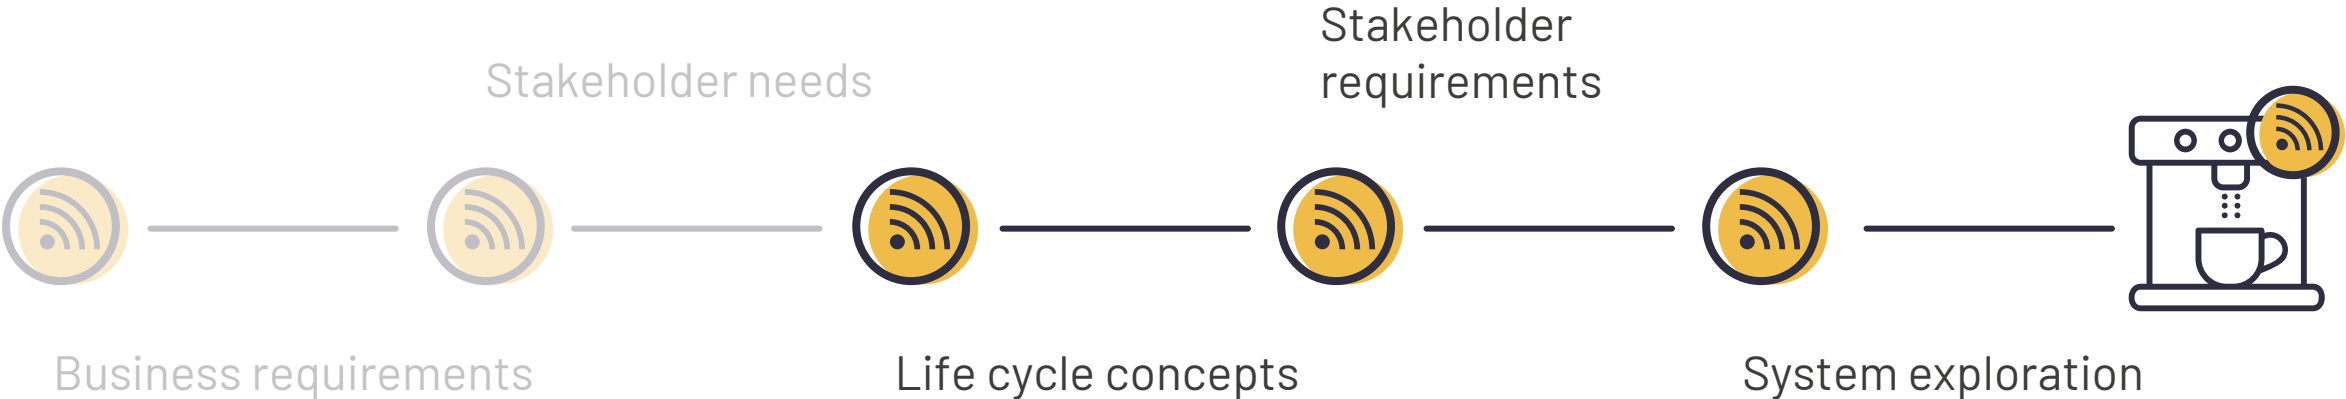 Business requirements
Stakeholder needs
Life cycle concepts
Stakeholder
requirements
System exploration